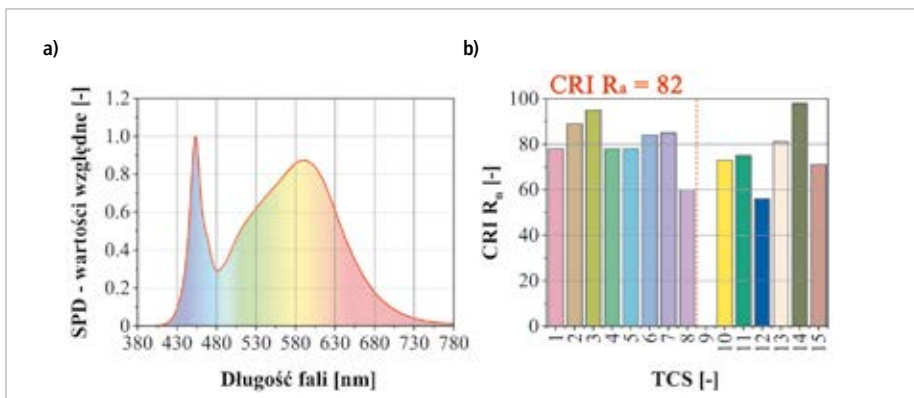 a)
SPD - wartości względne [-]
1.2
1.0
0.8
0.6
0.4
0.2
0
380 430 480 530 580 630 680 730 780
Długość fali [nm]
b)
CRI Ra = 82
CRI Rn [-]
100
80
60
40
20
0
1 2 3 4 5 6 7 8 9 10 11 12 13 14 15
TCS [-]